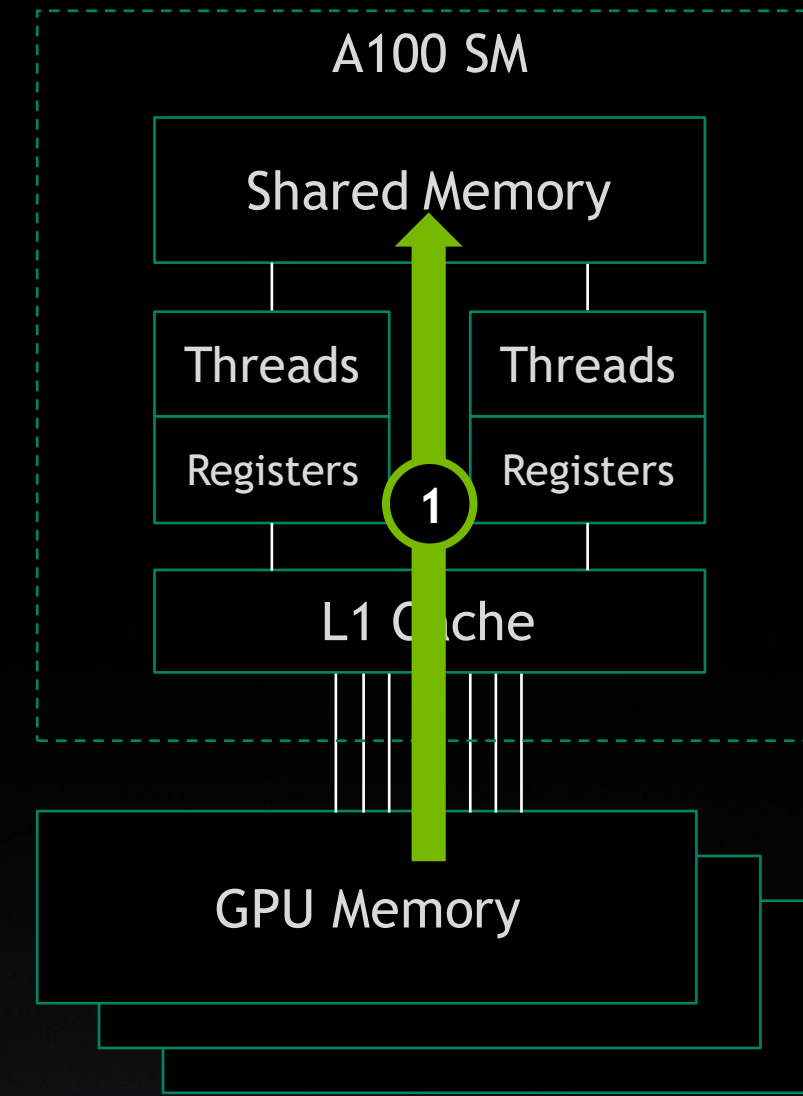 A100 SM
Shared Memory
Threads
Threads
Registers
Registers
1
L1 Cache
GPU Memory